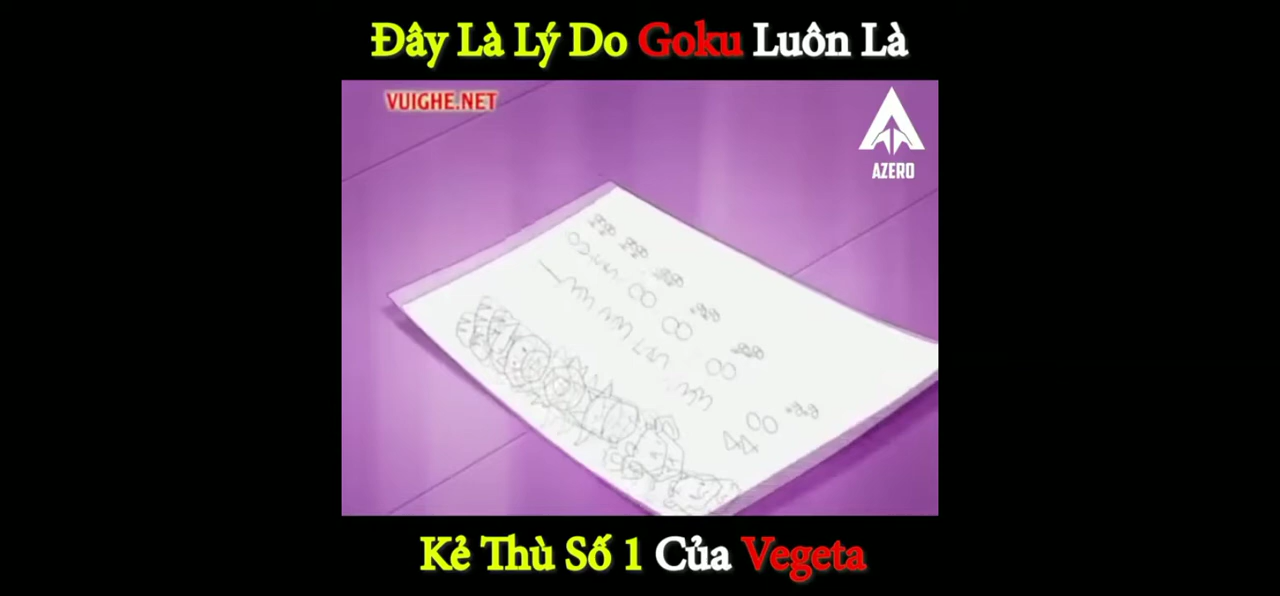 Đây Là Lý Do Goku Luôn Là
VUIGHE.NET
AZERO
Kẻ Thù Số 1 Của Vegeta